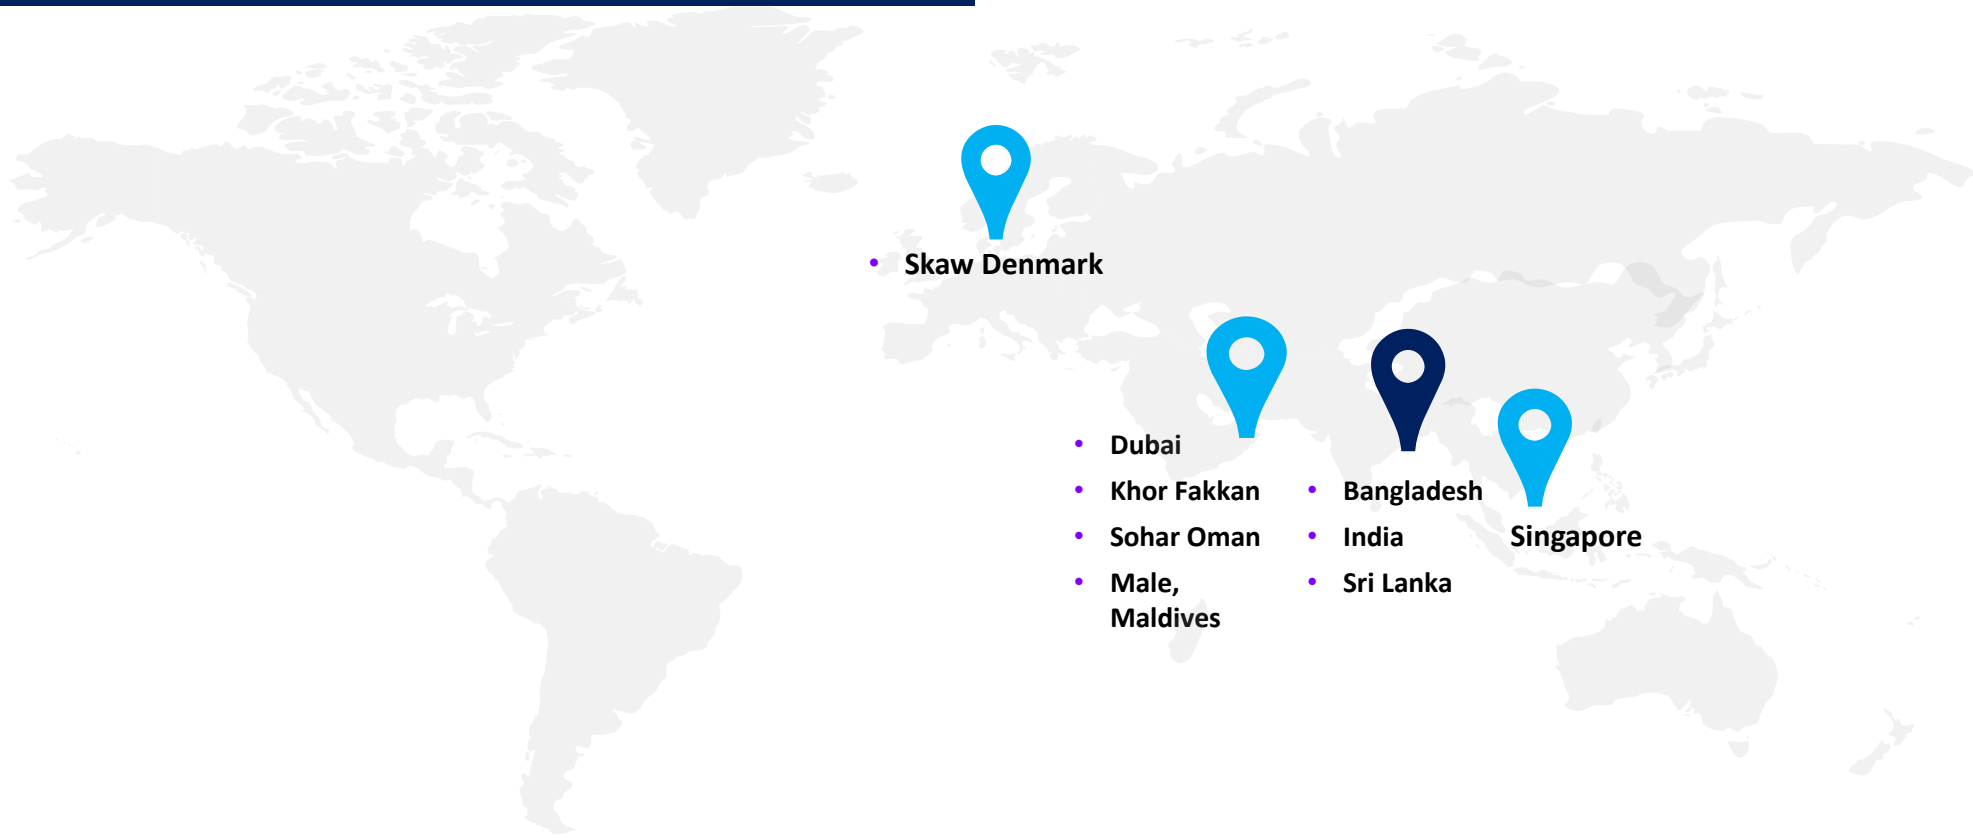 • Skaw Denmark
• Dubai
• Khor Fakkan
• Sohar Oman
• Male,
Maldives
• Bangladesh
• India
• Sri Lanka
Singapore